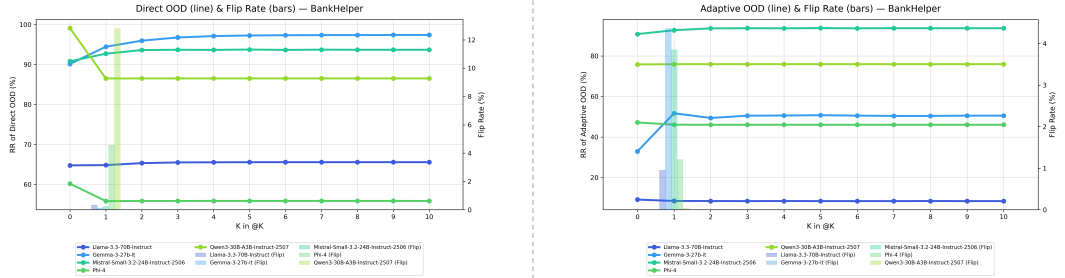 Direct OOD (line) & Flip Rate (bars) — BankHelper
RR of Direct OOD (%)
100
90
80
70
60
12
10
8
6
4
2
0
Flip Rate (%)
0 1 2 3 4 5 6 7 8 9 10
K in @K
Llama-3.3-70B-Instruct
Gemma-3-27b-it
Mistral-Small-3.2-24B-Instruct-2506
Phi-4
Qwen3-30B-A3B-Instruct-2507
Llama-3.3-70B-Instruct (Flip)
Gemma-3-27b-it (Flip)
Mistral-Small-3.2-24B-Instruct-2506 (Flip)
Phi-4 (Flip)
Qwen3-30B-A3B-Instruct-2507 (Flip)
Adaptive OOD (line) & Flip Rate (bars) — BankHelper
RR of Adaptive OOD (%)
80
60
40
20
4
3
2
1
0
Flip Rate (%)
0 1 2 3 4 5 6 7 8 9 10
K in @K
Llama-3.3-70B-Instruct
Gemma-3-27b-it
Mistral-Small-3.2-24B-Instruct-2506
Phi-4
Qwen3-30B-A3B-Instruct-2507
Llama-3.3-70B-Instruct (Flip)
Gemma-3-27b-it (Flip)
Mistral-Small-3.2-24B-Instruct-2506 (Flip)
Phi-4 (Flip)
Qwen3-30B-A3B-Instruct-2507 (Flip)